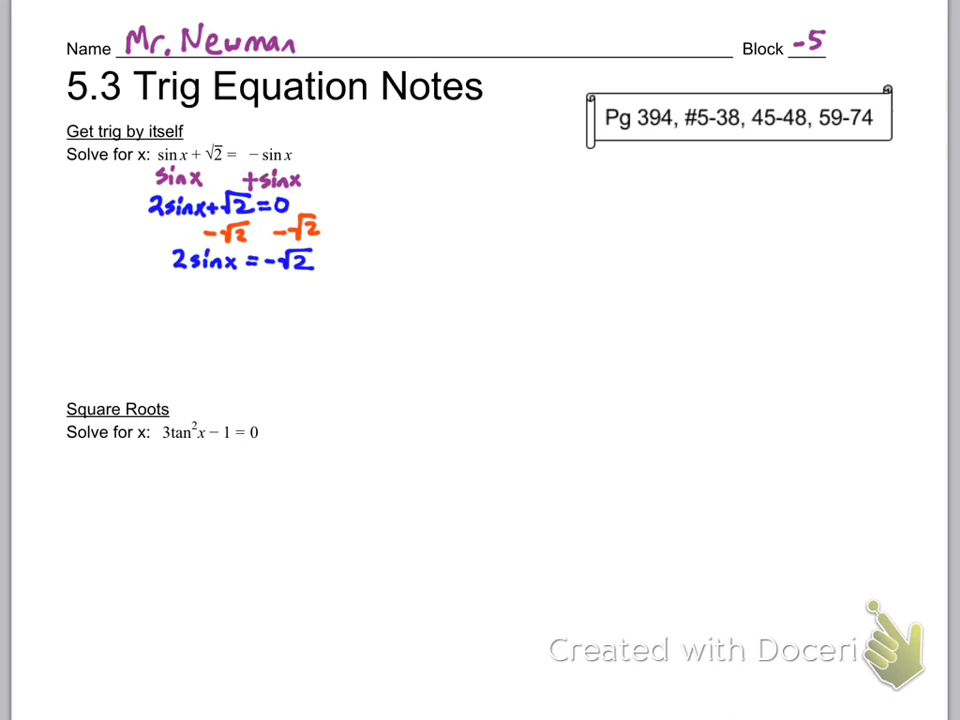 Name Mr. Newman Block -5
5.3 Trig Equation Notes
Pg 394, #5-38, 45-48, 59-74
Get trig by itself
Solve for x: sin x + √2 = − sin x
sinx +sinx
2sinx+√2=0
-√2 -√2
2sinx=-√2
Square Roots
Solve for x: 3tan²x − 1 = 0
Created with Doceri